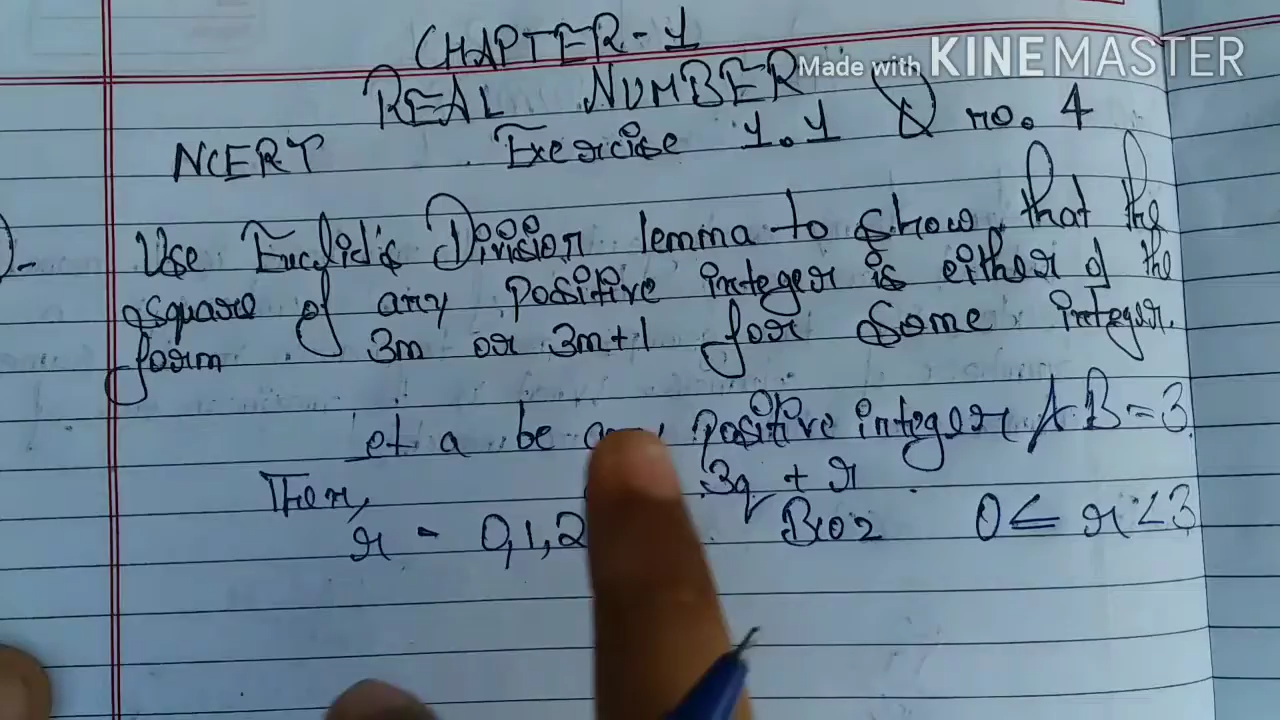 CHAPTER-1
Made with KINEMASTER
REAL NUMBER
NCERT Exercise 1.1 Q no. 4
Use Euclid's Division lemma to show that the
square of any positive integer is either of the
form 3m or 3m+1 for some integer.
et a be any positive integer B=3
Then, 3q + r
r = 0,1,2 0≤ r<3